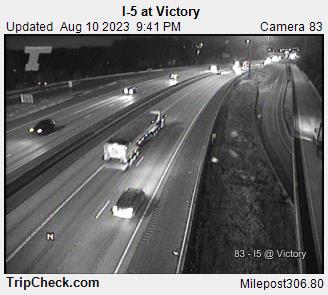 I-5 at Victory
Updated Aug 10 2023 9:41 PM Camera 83
T
N
83 - I5 @ Victory
TripCheck.com Milepost306.80